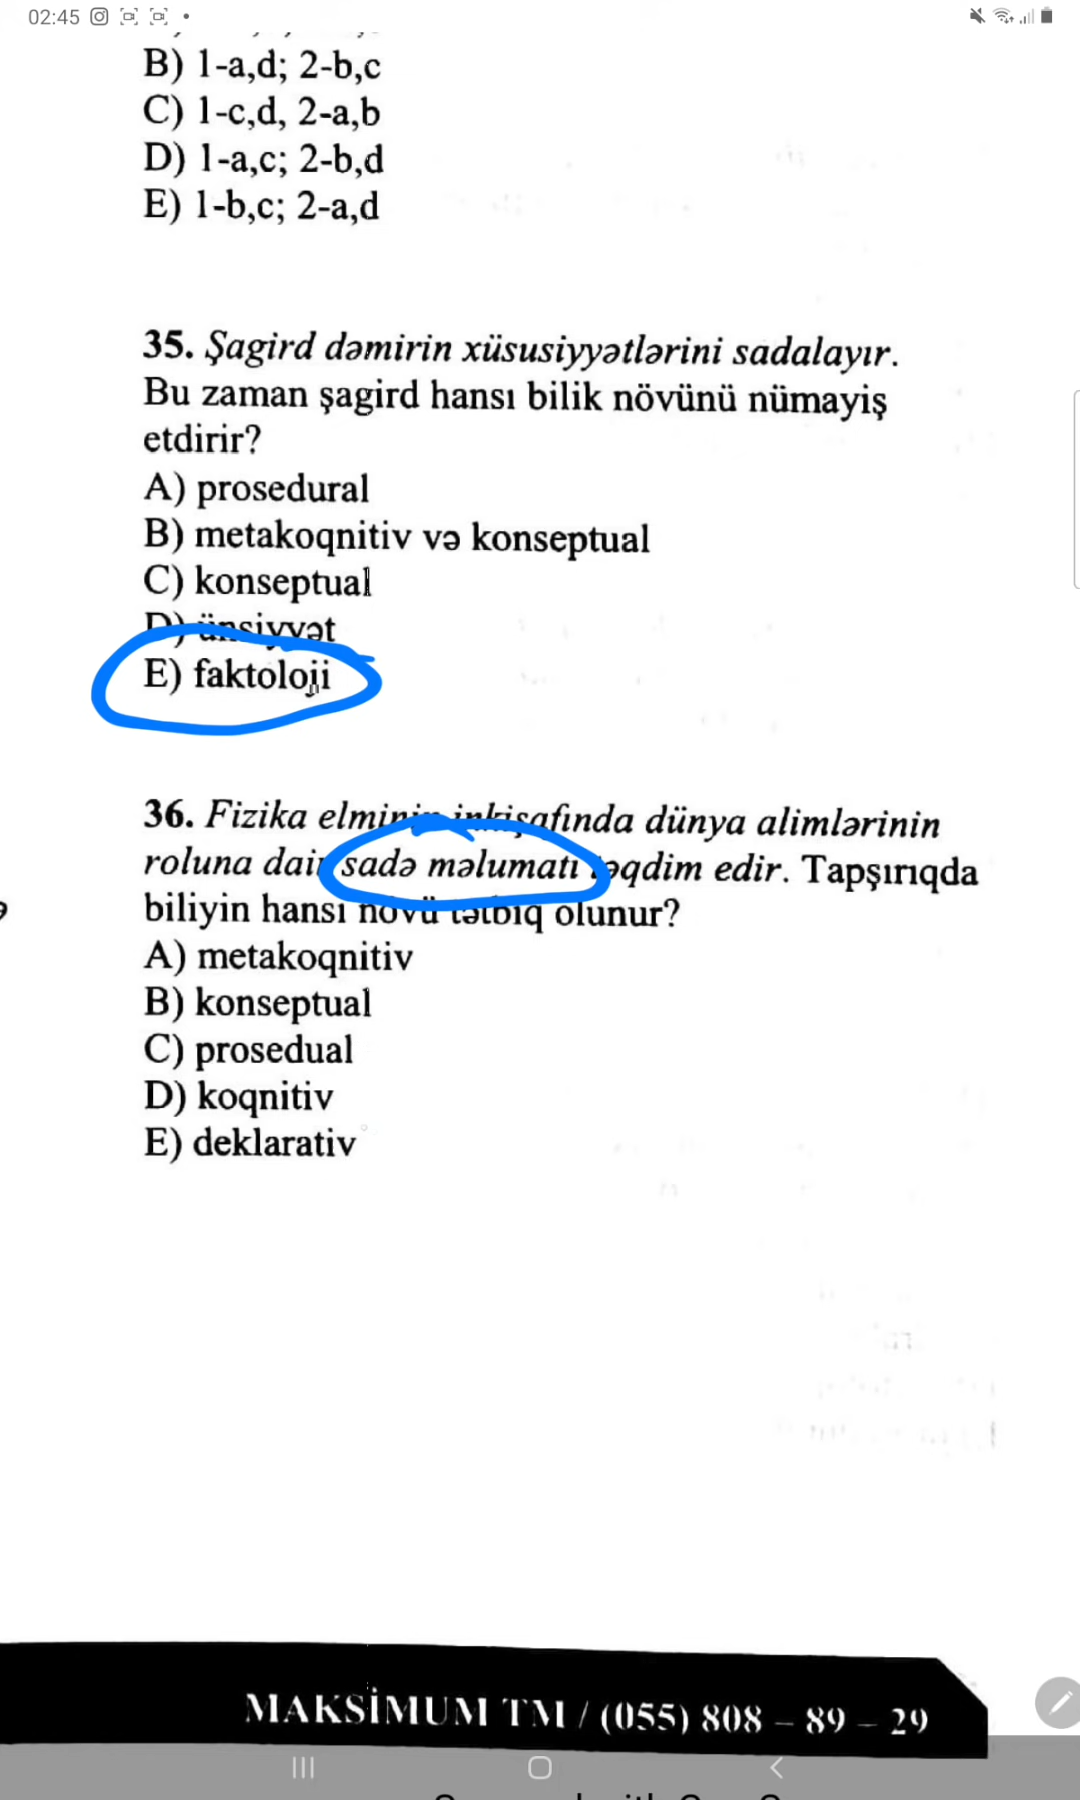 02:45
B) 1-a,d; 2-b,c
C) 1-c,d, 2-a,b
D) 1-a,c; 2-b,d
E) 1-b,c; 2-a,d
35. Şagird dəmirin xüsusiyyətlərini sadalayır.
Bu zaman şagird hansı bilik növünü nümayiş
etdirir?
A) prosedural
B) metakoqnitiv və konseptual
C) konseptual
D) ünsiyyət
E) faktoloji
36. Fizika elminin inkişafında dünya alimlərinin
roluna dair sadə məlumatı təqdim edir. Tapşırıqda
biliyin hansı növü tətbiq olunur?
A) metakoqnitiv
B) konseptual
C) prosedual
D) koqnitiv
E) deklarativ
MAKSİMUM TM / (055) 808 – 89 – 29